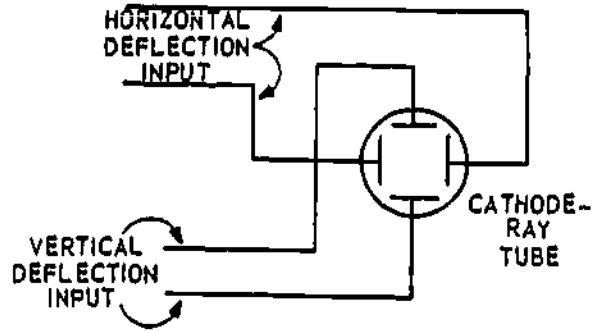 HORIZONTAL
DEFLECTION
INPUT
CATHODE-
RAY
TUBE
VERTICAL
DEFLECTION
INPUT